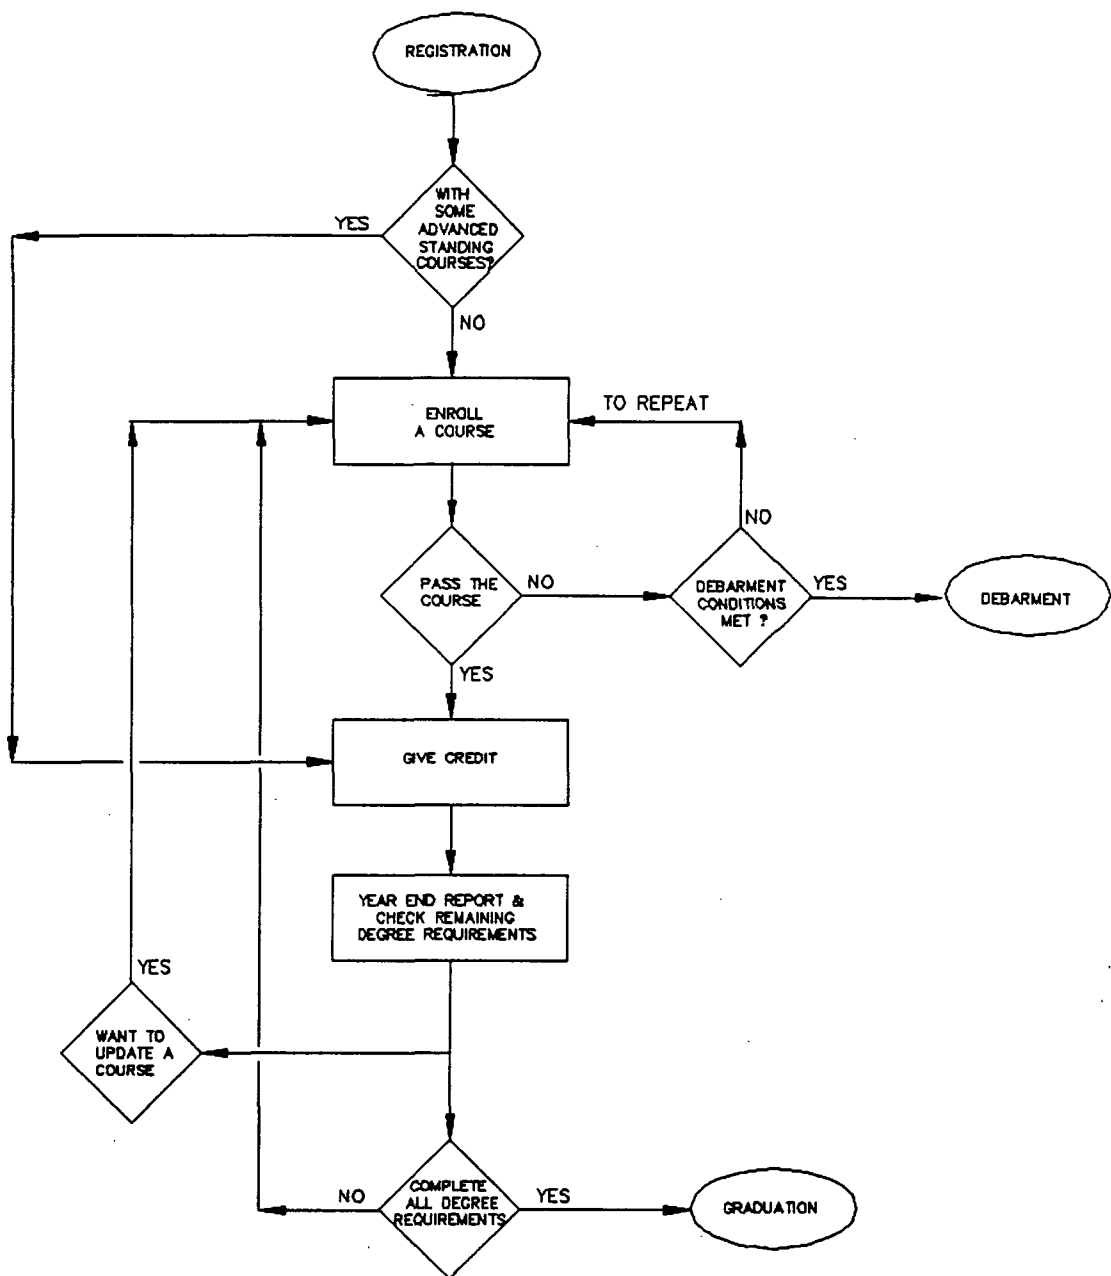 REGISTRATION
WITH
SOME
ADVANCED
STANDING
COURSES?
YES
NO
ENROLL
A COURSE
TO REPEAT
NO
PASS THE
COURSE
NO
DEBARMENT
CONDITIONS
MET ?
YES
DEBARMENT
YES
GIVE CREDIT
YEAR END REPORT &
CHECK REMAINING
DEGREE REQUIREMENTS
YES
WANT TO
UPDATE A
COURSE
NO
COMPLETE
ALL DEGREE
REQUIREMENTS
YES
GRADUATION